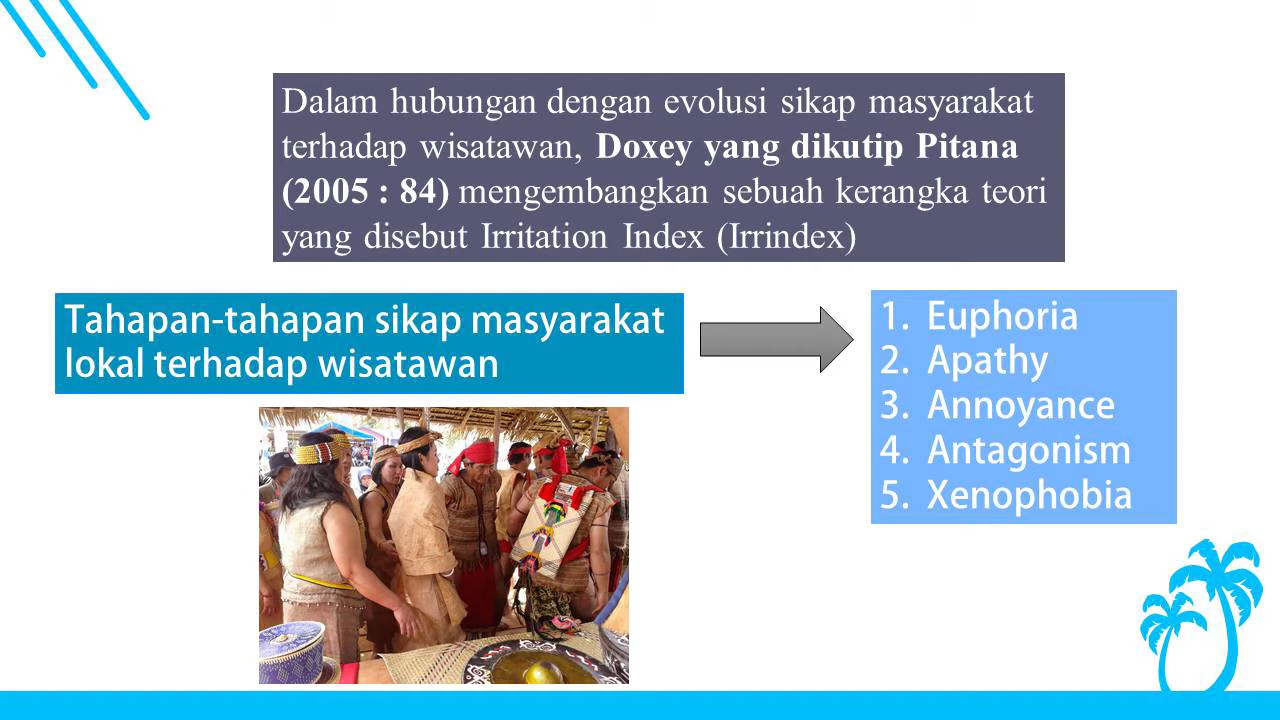 Dalam hubungan dengan evolusi sikap masyarakat
terhadap wisatawan, Doxey yang dikutip Pitana
(2005 : 84) mengembangkan sebuah kerangka teori
yang disebut Irritation Index (Irrindex)
Tahapan-tahapan sikap masyarakat
lokal terhadap wisatawan
1. Euphoria
2. Apathy
3. Annoyance
4. Antagonism
5. Xenophobia